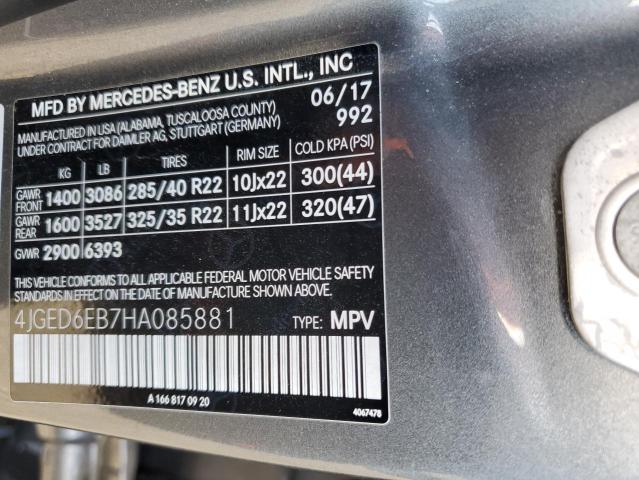 MFD BY MERCEDES-BENZ U.S. INTL., INC
MANUFACTURED IN USA (ALABAMA, TUSCALOOSA COUNTY) 06/17
UNDER CONTRACT FOR DAIMLER AG, STUTTGART (GERMANY) 992
KG LB TIRES RIM SIZE COLD KPA (PSI)
GAWR FRONT 1400 3086 285/40 R22 10Jx22 300(44)
GAWR REAR 1600 3527 325/35 R22 11Jx22 320(47)
GVWR 2900 6393
THIS VEHICLE CONFORMS TO ALL APPLICABLE FEDERAL MOTOR VEHICLE SAFETY
STANDARDS IN EFFECT ON THE DATE OF MANUFACTURE SHOWN ABOVE.
4JGED6EB7HA085881 TYPE: MPV
A 166 817 09 20
4067478